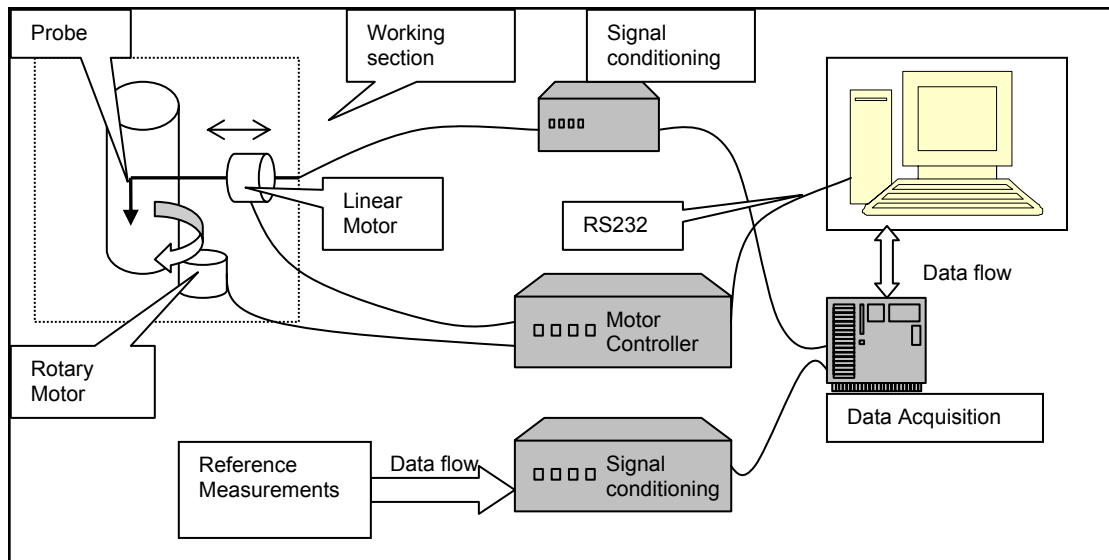 Probe
Working
section
Signal
conditioning
Linear
Motor
RS232
Data flow
Motor
Controller
Rotary
Motor
Data Acquisition
Reference
Measurements
Data flow
Signal
conditioning